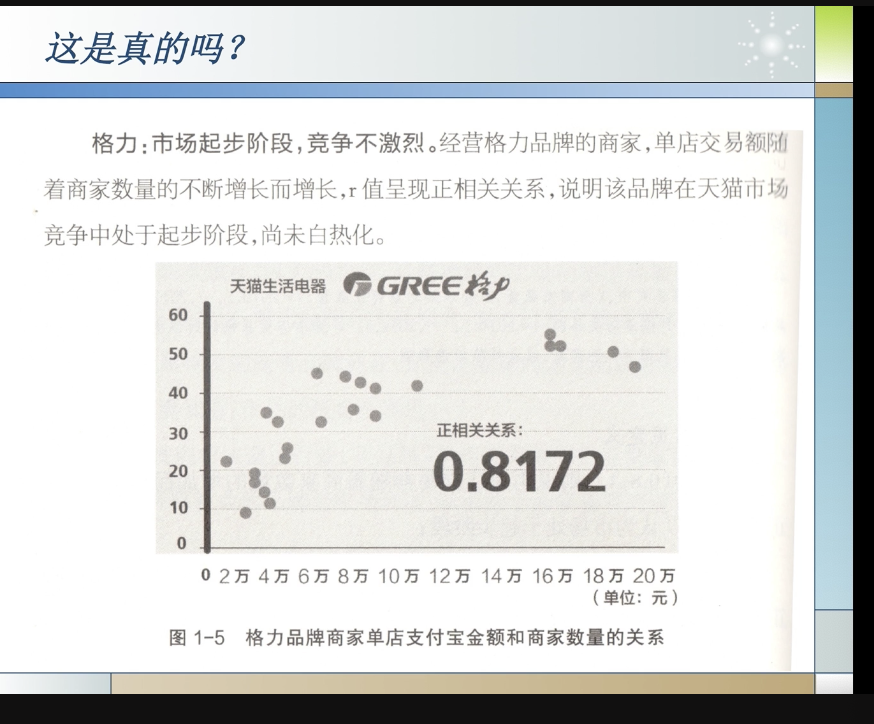 这是真的吗？
格力：市场起步阶段，竞争不激烈。经营格力品牌的商家，单店交易额随
着商家数量的不断增长而增长，r 值呈现正相关关系，说明该品牌在天猫市场
竞争中处于起步阶段，尚未白热化。
天猫生活电器 GREE格力
60
50
40
30
20
10
0
正相关关系：
0.8172
0 2万 4万 6万 8万 10万 12万 14万 16万 18万 20万
（单位：元）
图 1-5 格力品牌商家单店支付宝金额和商家数量的关系